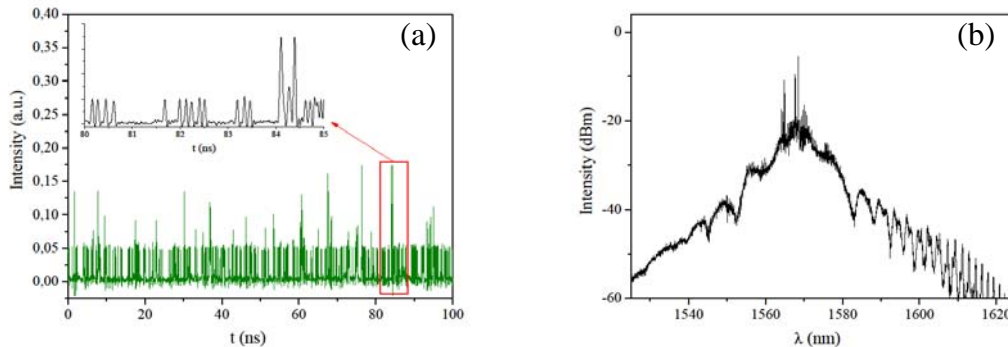 (a)
0,40
0,35
0,30
0,25
0,20
0,15
0,10
0,05
0,00
Intensity (a.u.)
80 81 82 83 84 85
t (ns)
0 20 40 60 80 100
t (ns)
(b)
0
-20
-40
-60
Intensity (dBm)
1540 1560 1580 1600 1620
λ (nm)